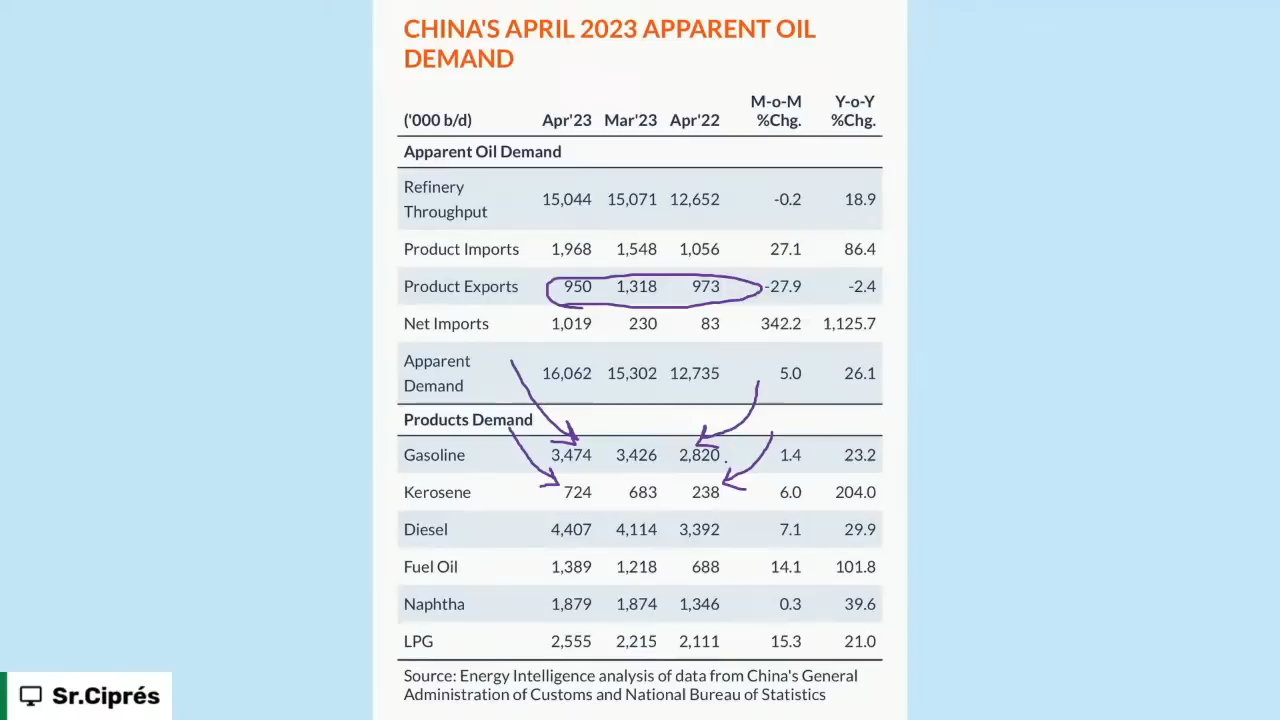 CHINA'S APRIL 2023 APPARENT OIL
DEMAND
('000 b/d) Apr'23 Mar'23 Apr'22 M-o-M %Chg. Y-o-Y %Chg.
Apparent Oil Demand
Refinery Throughput 15,044 15,071 12,652 -0.2 18.9
Product Imports 1,968 1,548 1,056 27.1 86.4
Product Exports 950 1,318 973 -27.9 -2.4
Net Imports 1,019 230 83 342.2 1,125.7
Apparent Demand 16,062 15,302 12,735 5.0 26.1
Products Demand
Gasoline 3,474 3,426 2,820 1.4 23.2
Kerosene 724 683 238 6.0 204.0
Diesel 4,407 4,114 3,392 7.1 29.9
Fuel Oil 1,389 1,218 688 14.1 101.8
Naphtha 1,879 1,874 1,346 0.3 39.6
LPG 2,555 2,215 2,111 15.3 21.0
Source: Energy Intelligence analysis of data from China's General
Administration of Customs and National Bureau of Statistics
Sr.Ciprés